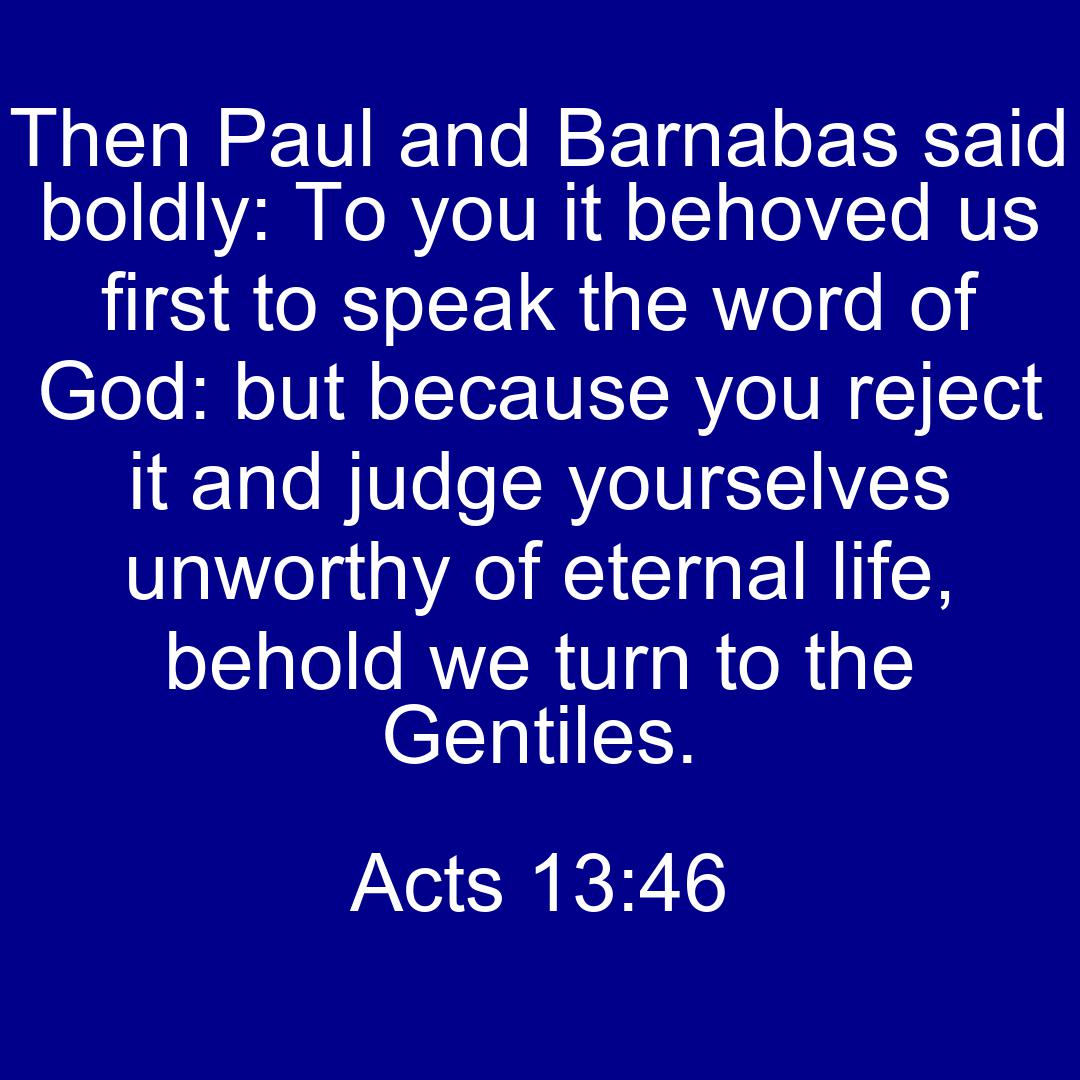 Then Paul and Barnabas said
boldly: To you it behoved us
first to speak the word of
God: but because you reject
it and judge yourselves
unworthy of eternal life,
behold we turn to the
Gentiles.
Acts 13:46